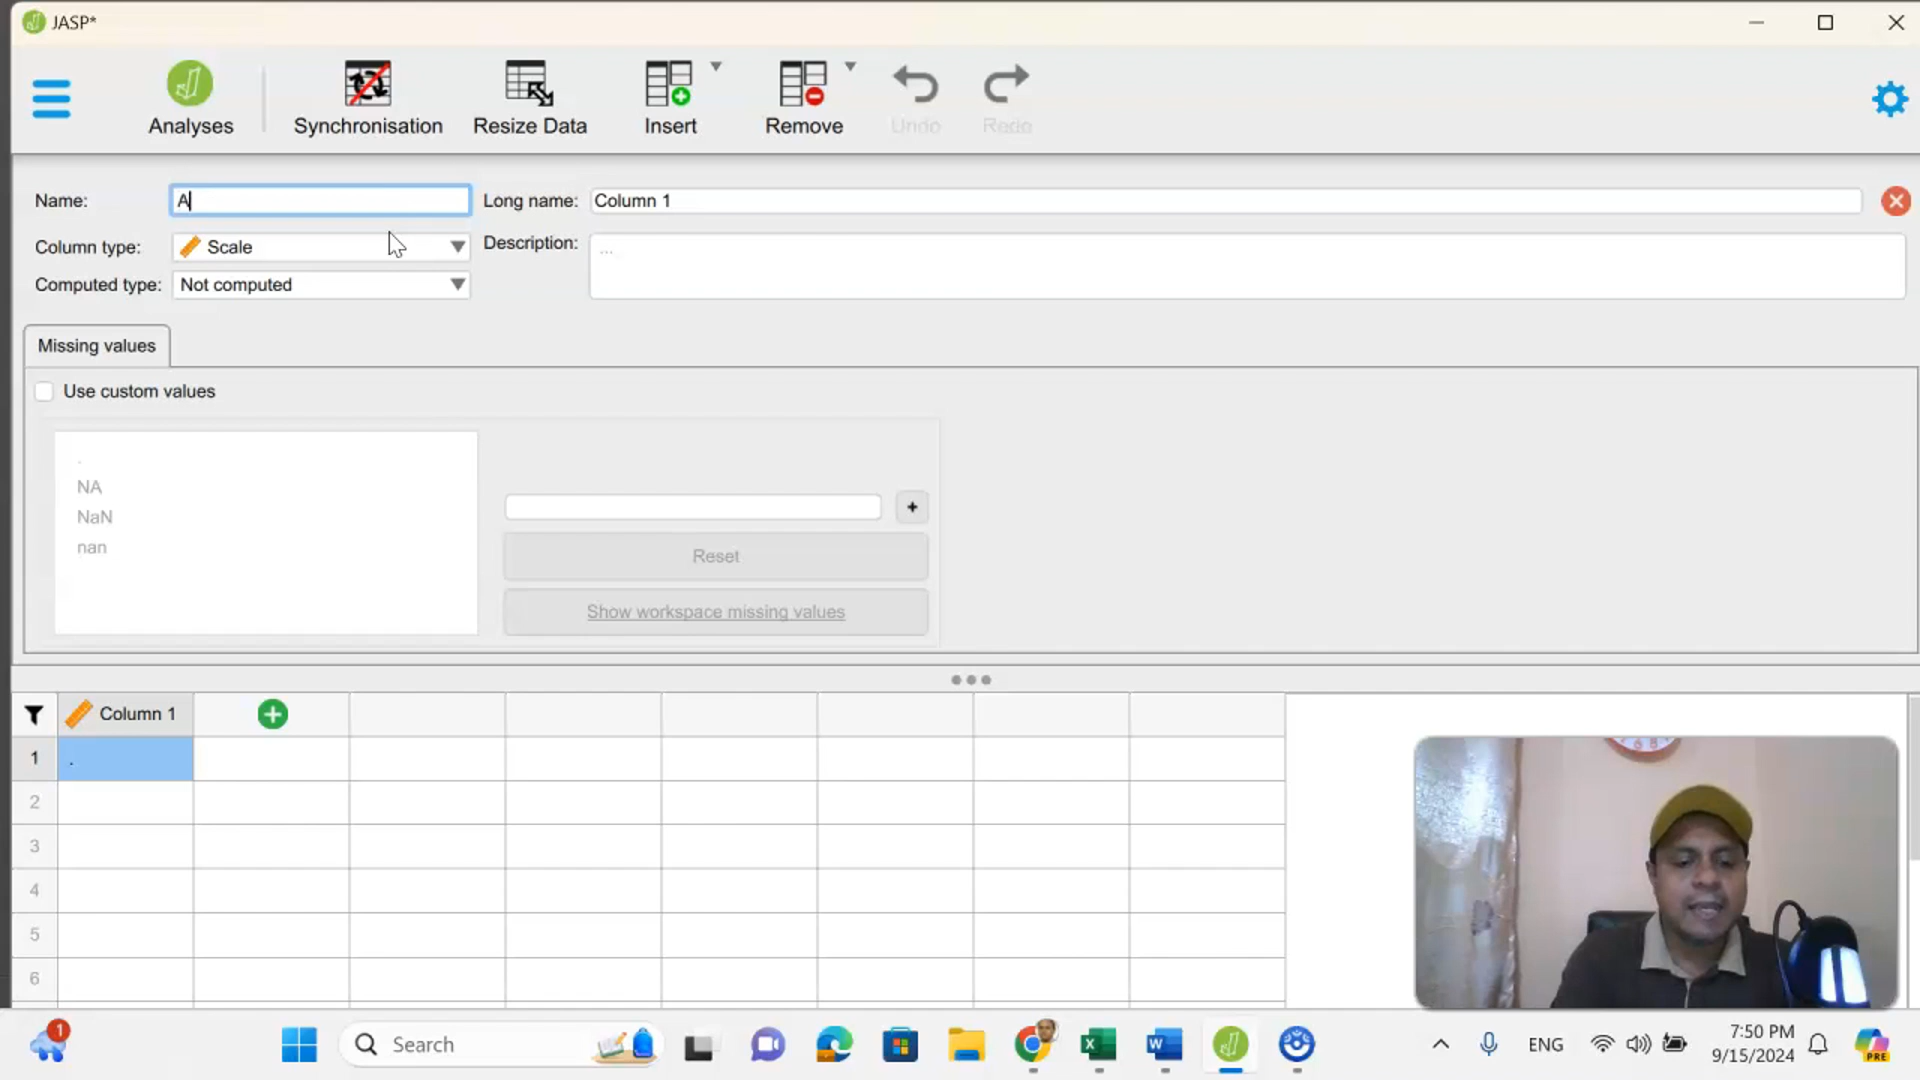 JASP*
Analyses
Synchronisation
Resize Data
Insert
Remove
Undo
Redo
Name: A Long name: Column 1
Column type: Scale Description: ...
Computed type: Not computed
Missing values
Use custom values
.
NA
NaN
nan
+
Reset
Show workspace missing values
Column 1
1 .
2
3
4
5
6
1
Search
ENG
7:50 PM
9/15/2024
PRE